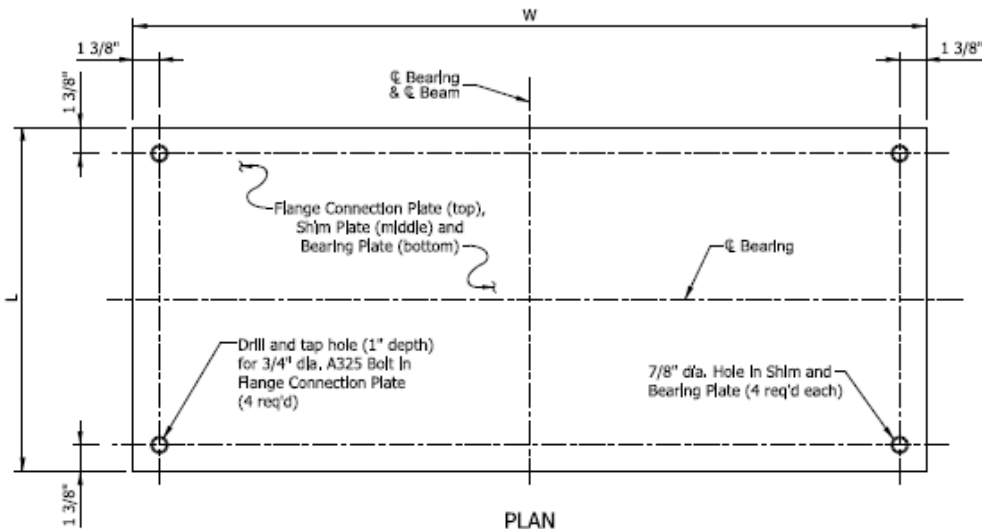 W
1 3/8"
1 3/8"
1 3/8"
℄ Bearing
& ℄ Beam
Flange Connection Plate (top),
Shim Plate (middle) and
Bearing Plate (bottom)
℄ Bearing
L
Drill and tap hole (1" depth)
for 3/4" dia. A325 Bolt in
Flange Connection Plate
(4 req'd)
7/8" dia. Hole in Shim and
Bearing Plate (4 req'd each)
1 3/8"
PLAN